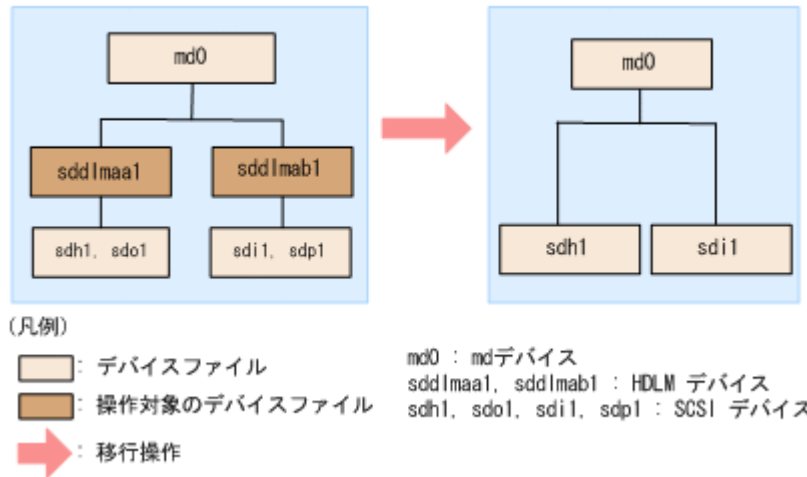 md0
md0
sddlmaa1
sddlmab1
sdh1, sdo1
sdi1, sdp1
sdh1
sdi1
(凡例)
: デバイスファイル
: 操作対象のデバイスファイル
: 移行操作
md0 : mdデバイス
sddlmaa1, sddlmab1 : HDLM デバイス
sdh1, sdo1, sdi1, sdp1 : SCSI デバイス